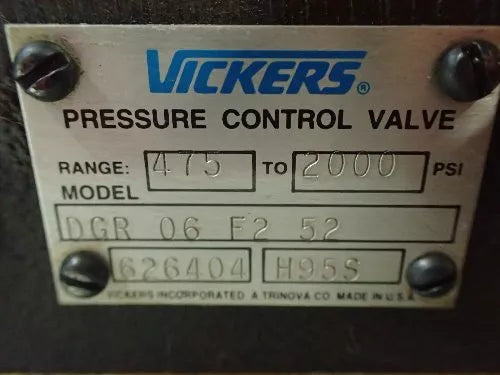 VICKERS®
PRESSURE CONTROL VALVE
RANGE: 475 TO 2000 PSI
MODEL
DGR 06 F2 52
626404 H95S
VICKERS INCORPORATED A TRINOVA CO. MADE IN U.S.A.